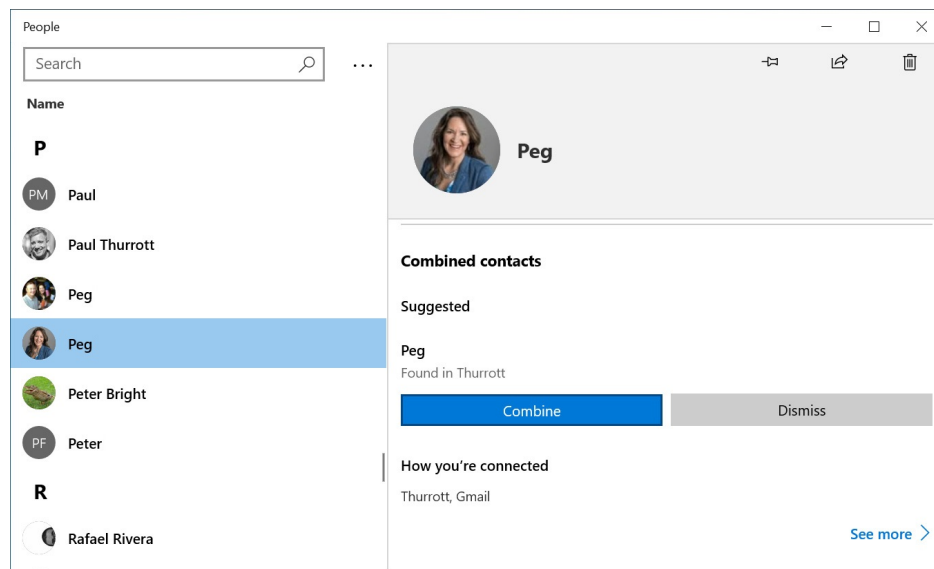 People
Search
...
Name
P
PM Paul
Paul Thurrott
Peg
Peg
Peter Bright
PF Peter
R
Rafael Rivera
Peg
Combined contacts
Suggested
Peg
Found in Thurrott
Combine Dismiss
How you're connected
Thurrott, Gmail
See more